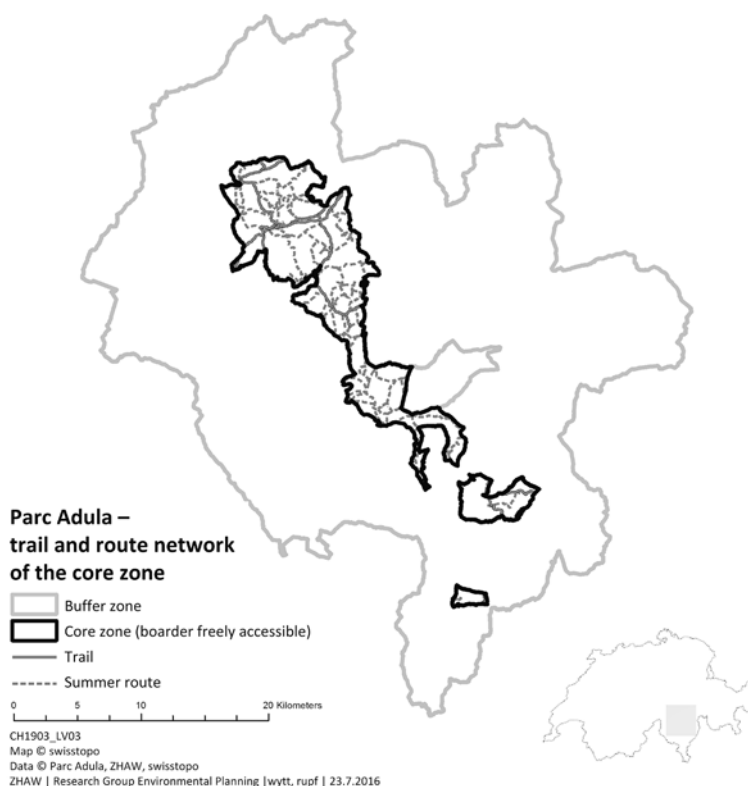 Parc Adula –
trail and route network
of the core zone
Buffer zone
Core zone (boarder freely accessible)
Trail
Summer route
0 5 10 20 Kilometers
CH1903_LV03
Map © swisstopo
Data © Parc Adula, ZHAW, swisstopo
ZHAW | Research Group Environmental Planning |wytt, rupf | 23.7.2016